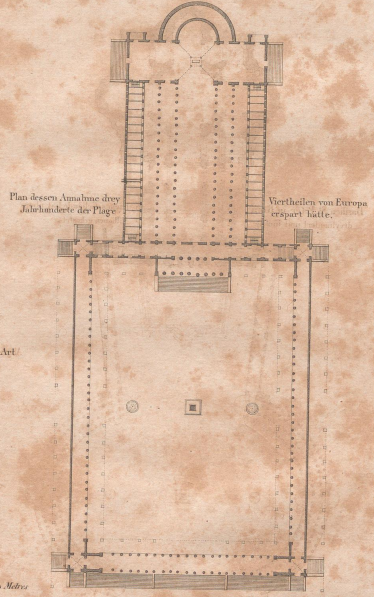 Plan dessen Annahme drey
Jahrhunderte der Plage
Viertheilen von Europa
erspart hätte.
Art
Metres